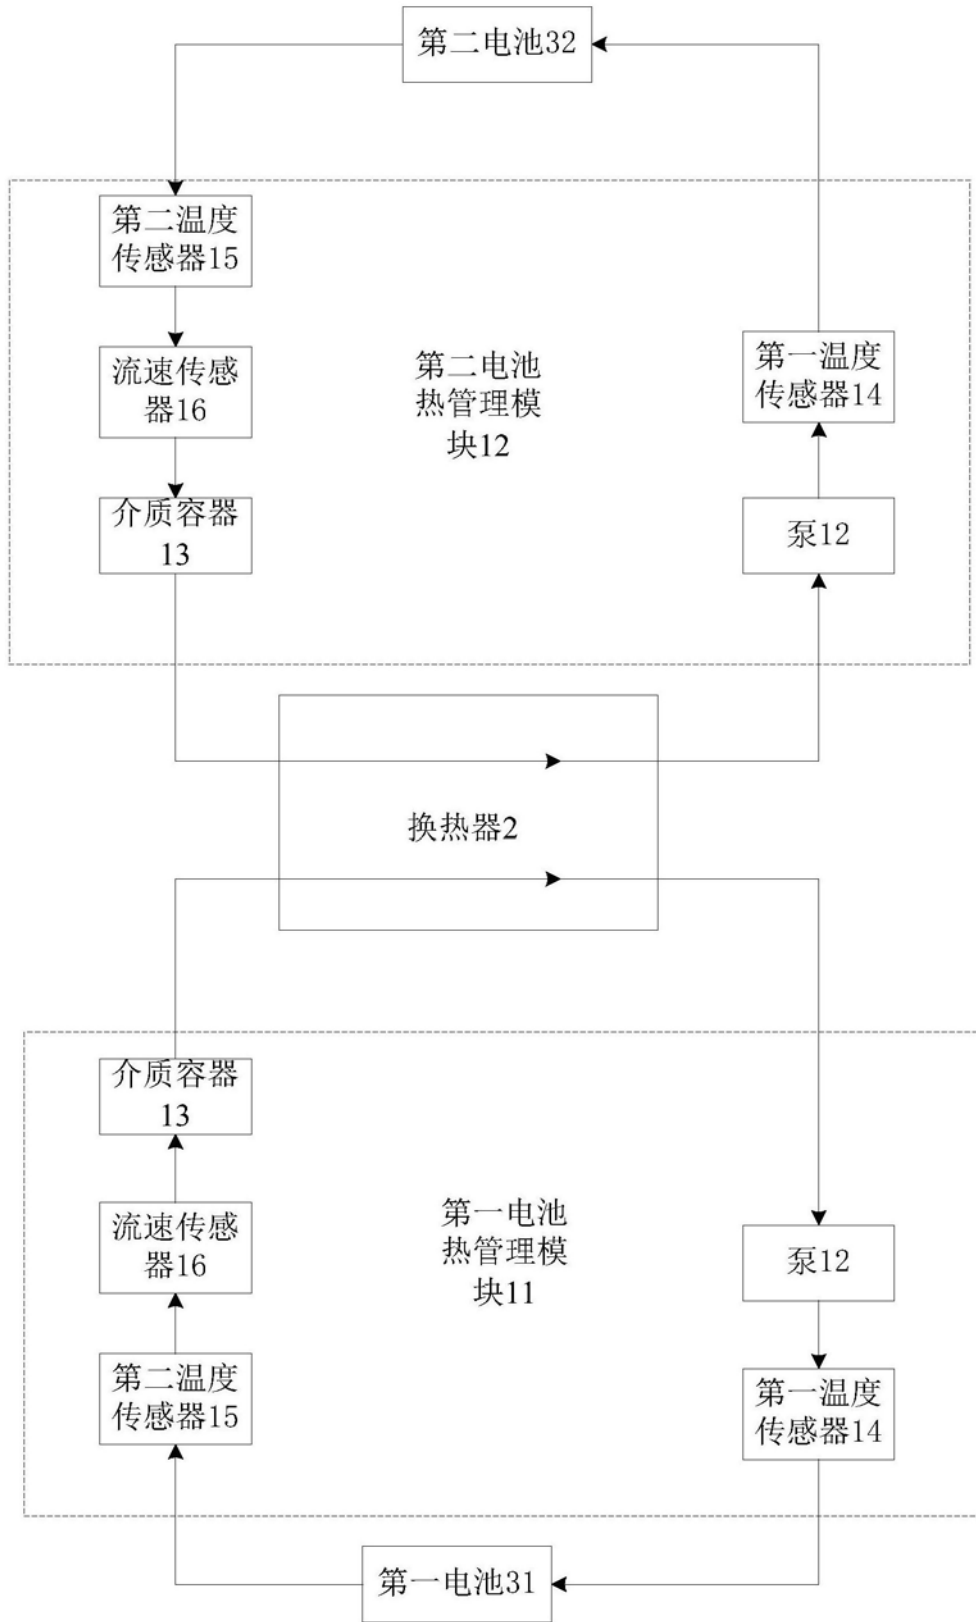 第二电池32
第二温度
传感器15
流速传感
器16
介质容器
13
第二电池
热管理模
块12
第一温度
传感器14
泵12
换热器2
介质容器
13
流速传感
器16
第二温度
传感器15
第一电池
热管理模
块11
泵12
第一温度
传感器14
第一电池31